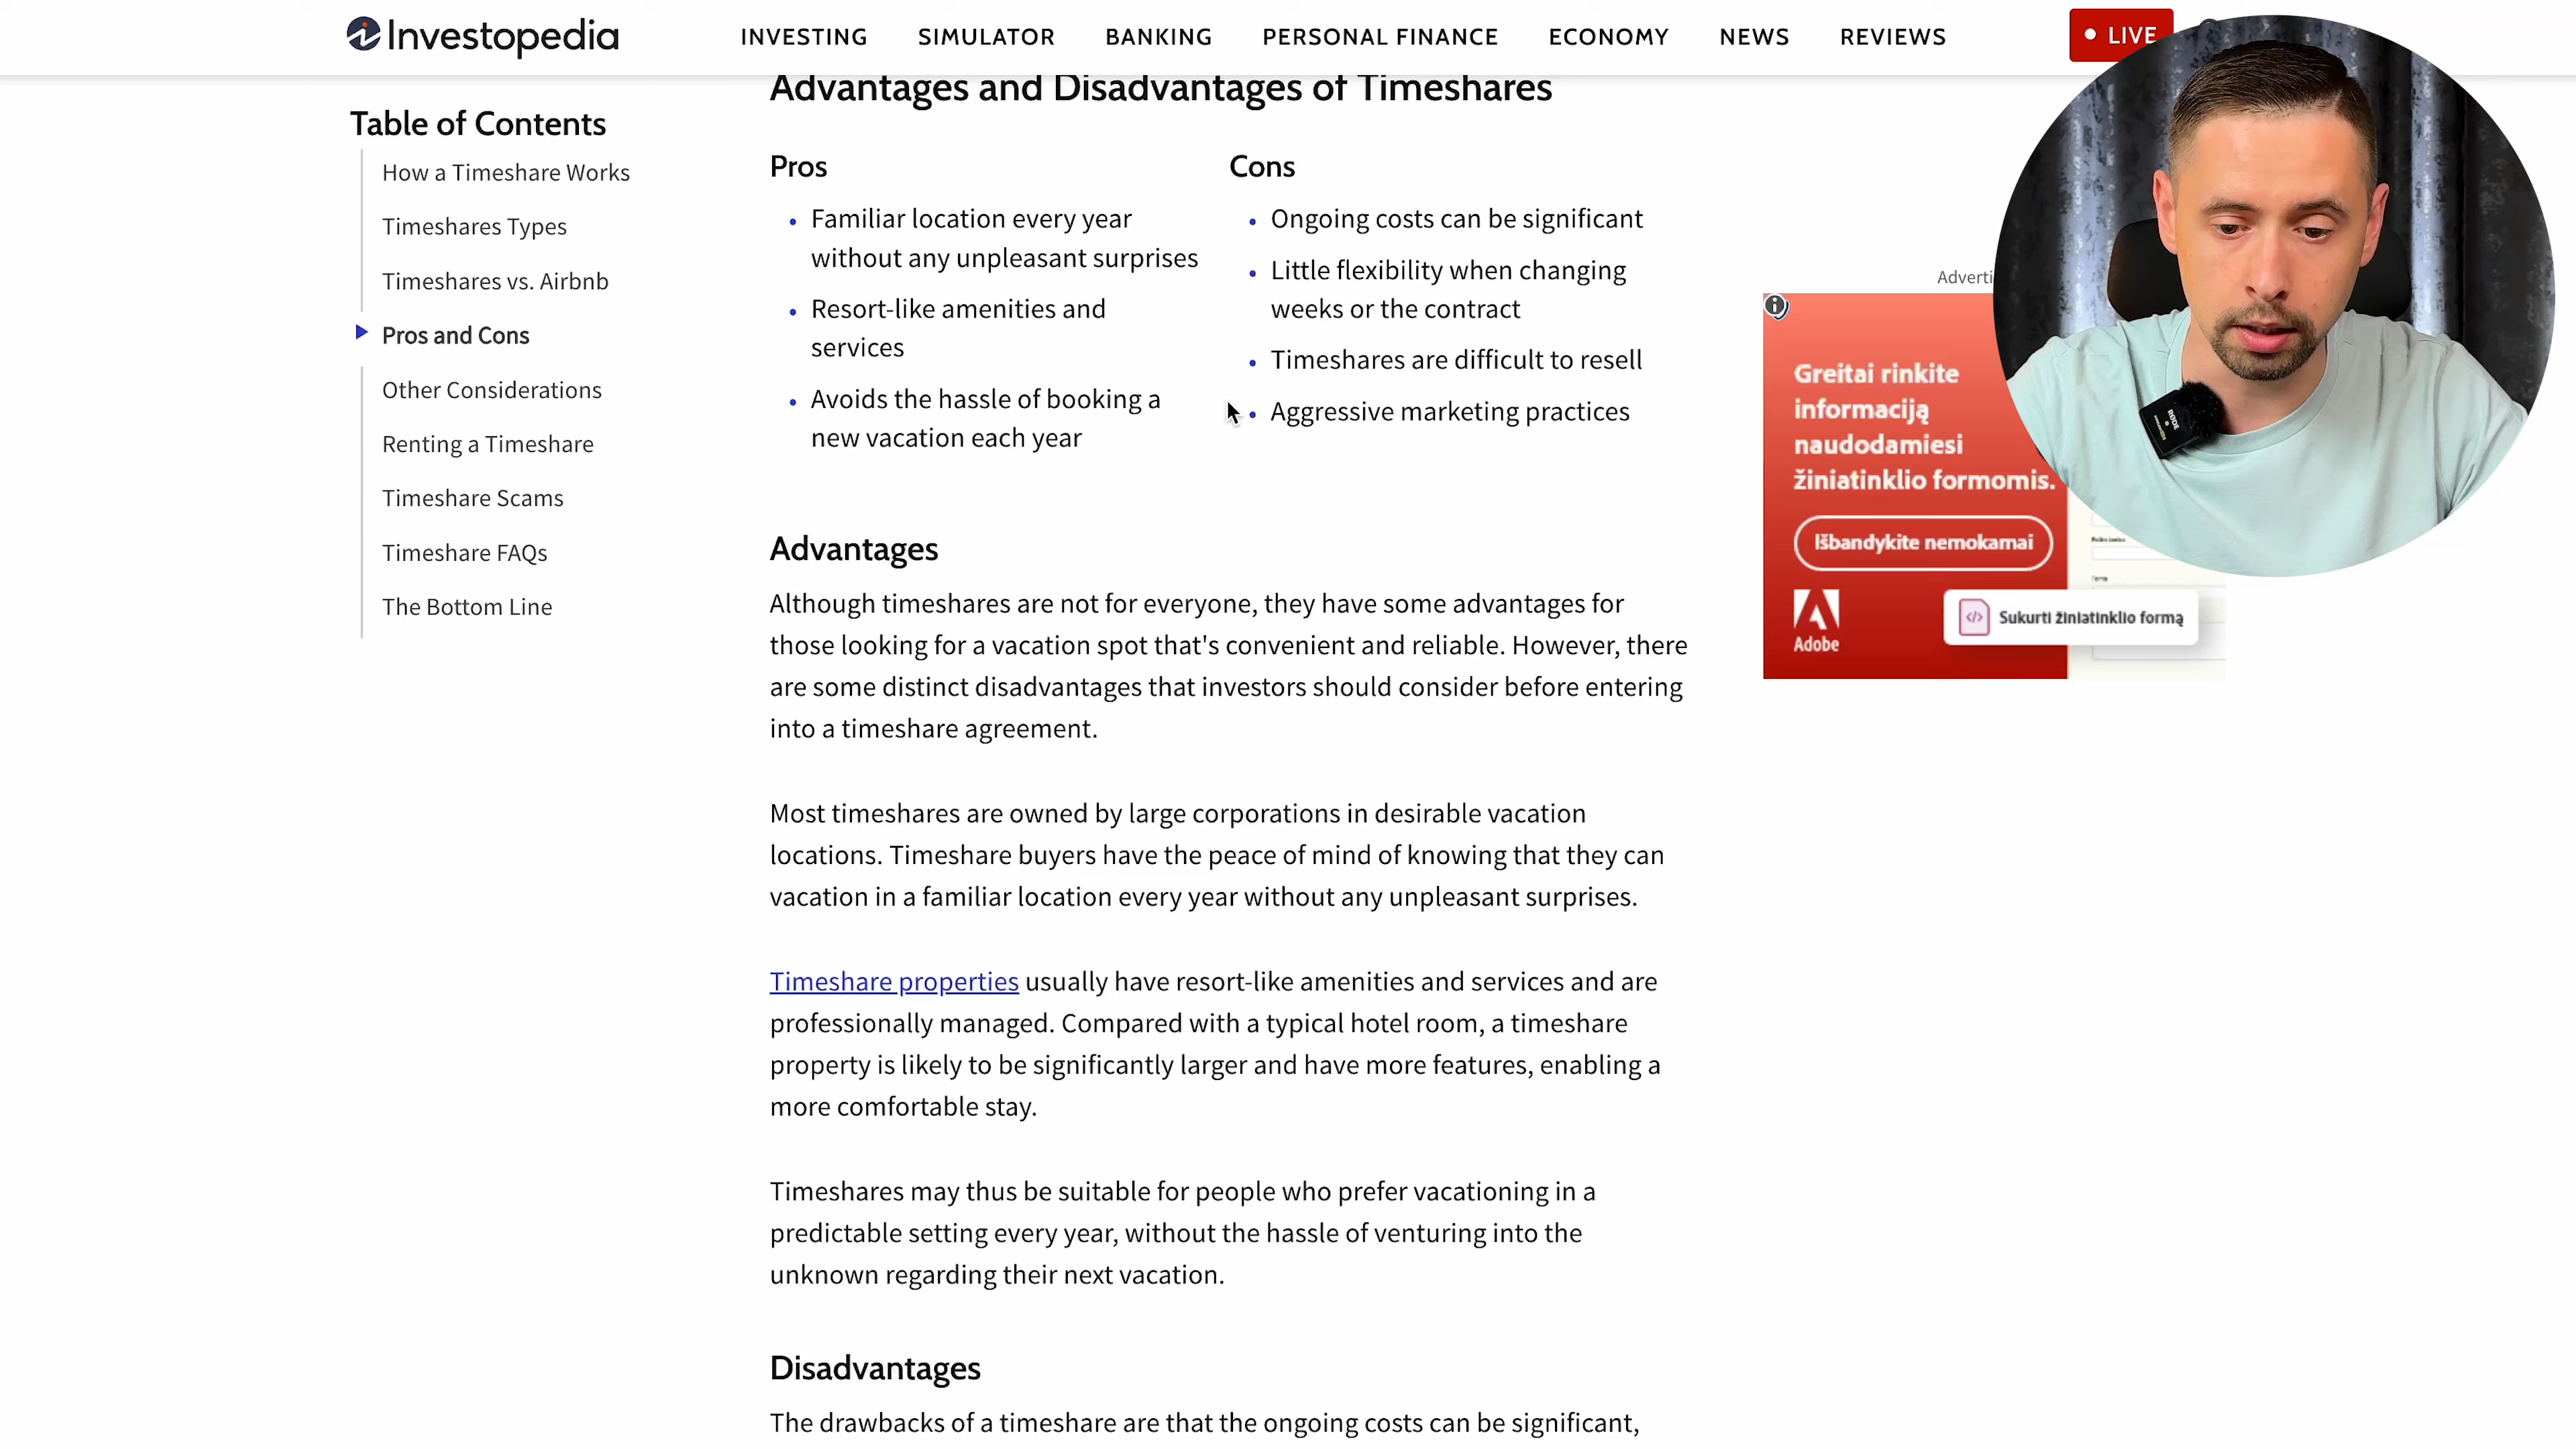 Investopedia
INVESTING SIMULATOR BANKING PERSONAL FINANCE ECONOMY NEWS REVIEWS
LIVE
Table of Contents
How a Timeshare Works
Timeshares Types
Timeshares vs. Airbnb
Pros and Cons
Other Considerations
Renting a Timeshare
Timeshare Scams
Timeshare FAQs
The Bottom Line
Advantages and Disadvantages of Timeshares
Pros
Familiar location every year
without any unpleasant surprises
Resort-like amenities and
services
Avoids the hassle of booking a
new vacation each year
Cons
Ongoing costs can be significant
Little flexibility when changing
weeks or the contract
Timeshares are difficult to resell
Aggressive marketing practices
Advantages
Although timeshares are not for everyone, they have some advantages for
those looking for a vacation spot that's convenient and reliable. However, there
are some distinct disadvantages that investors should consider before entering
into a timeshare agreement.
Most timeshares are owned by large corporations in desirable vacation
locations. Timeshare buyers have the peace of mind of knowing that they can
vacation in a familiar location every year without any unpleasant surprises.
Timeshare properties usually have resort-like amenities and services and are
professionally managed. Compared with a typical hotel room, a timeshare
property is likely to be significantly larger and have more features, enabling a
more comfortable stay.
Timeshares may thus be suitable for people who prefer vacationing in a
predictable setting every year, without the hassle of venturing into the
unknown regarding their next vacation.
Disadvantages
The drawbacks of a timeshare are that the ongoing costs can be significant,
Adverti
Greitai rinkite
informaciją
naudodamiesi
žiniatinklio formomis.
Išbandykite nemokamai
Adobe
Sukurti žiniatinklio formą
RØDE